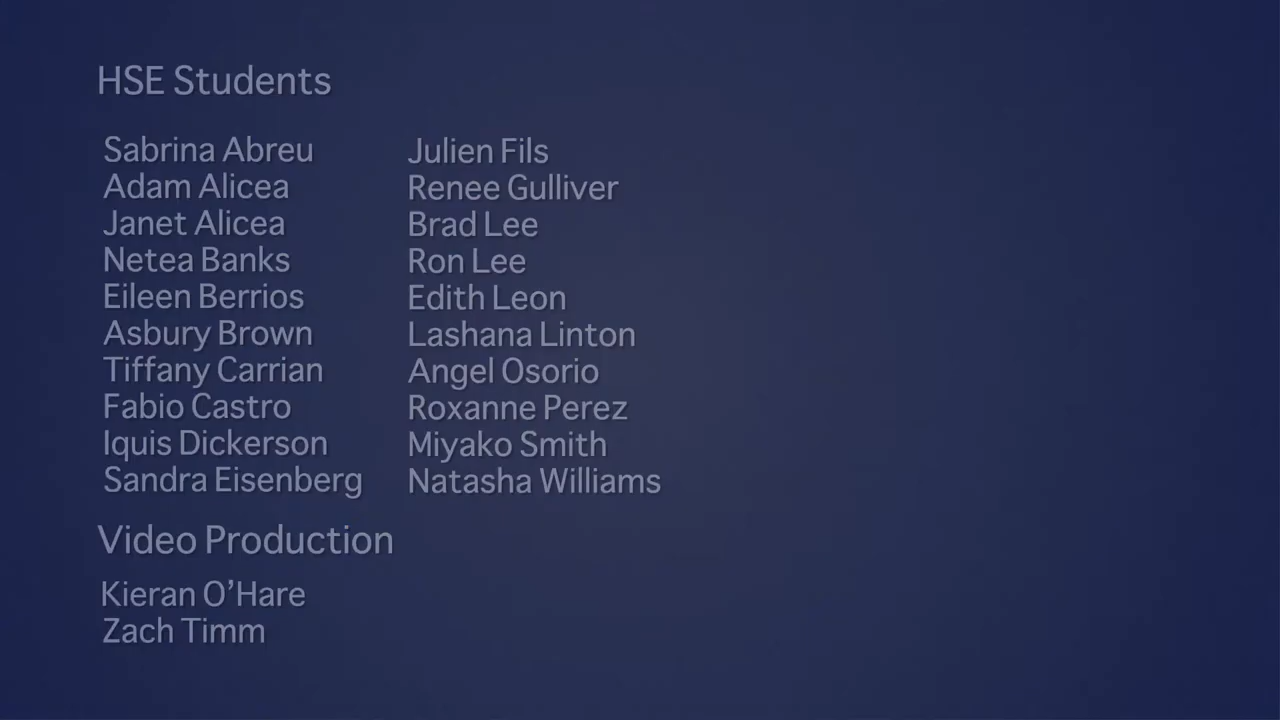 HSE Students
Sabrina Abreu
Adam Alicea
Janet Alicea
Netea Banks
Eileen Berrios
Asbury Brown
Tiffany Carrian
Fabio Castro
Iquis Dickerson
Sandra Eisenberg
Julien Fils
Renee Gulliver
Brad Lee
Ron Lee
Edith Leon
Lashana Linton
Angel Osorio
Roxanne Perez
Miyako Smith
Natasha Williams
Video Production
Kieran O’Hare
Zach Timm